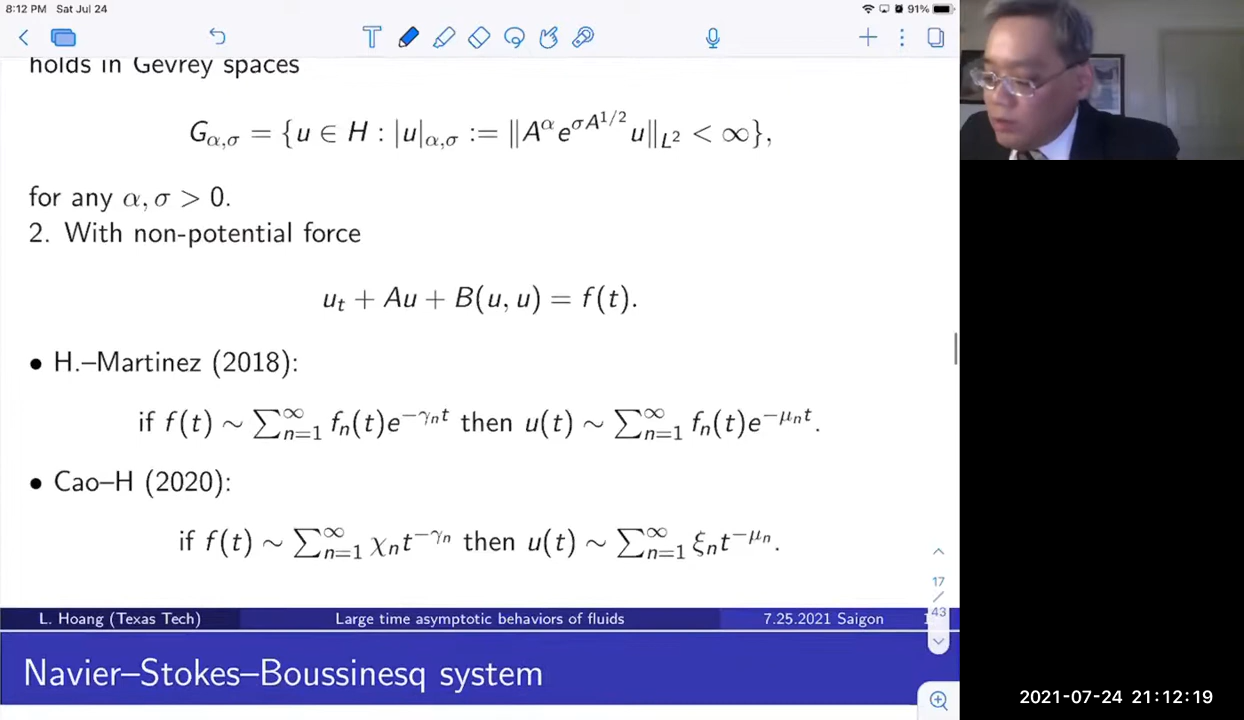 8:12 PM Sat Jul 24
91%
holds in Gevrey spaces
G_{α,σ} = {u ∈ H : |u|_{α,σ} := ‖A^α e^{σA^{1/2}} u‖_{L^2} < ∞},
for any α, σ > 0.
2. With non-potential force
u_t + Au + B(u, u) = f(t).
• H.–Martinez (2018):
if f(t) ∼ ∑_{n=1}^∞ f_n(t)e^{−γ_n t} then u(t) ∼ ∑_{n=1}^∞ f_n(t)e^{−μ_n t}.
• Cao–H (2020):
if f(t) ∼ ∑_{n=1}^∞ χ_n t^{−γ_n} then u(t) ∼ ∑_{n=1}^∞ ξ_n t^{−μ_n}.
17
/
43
L. Hoang (Texas Tech) Large time asymptotic behaviors of fluids 7.25.2021 Saigon
Navier–Stokes–Boussinesq system
2021-07-24 21:12:19